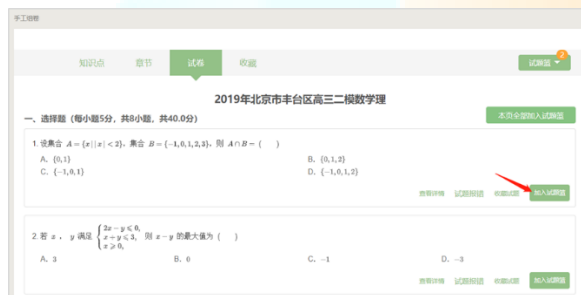 手工组卷
知识点 章节 试卷 收藏 试题篮 2
2019年北京市丰台区高三二模数学理
一、选择题（每小题5分，共8小题，共40.0分） 本页全部加入试题篮
1. 设集合 A = {x | |x| < 2}，集合 B = {-1,0,1,2,3}，则 A∩B = （ ）
A、{0,1} B、{0,1,2}
C、{-1,0,1} D、{-1,0,1,2}
查看详情 试题报错 收藏试题 加入试题篮
2. 若 x ， y 满足 { 2x - y ⩽ 0, x + y ⩽ 3, x ⩾ 0, 则 x - y 的最大值为（ ）
A、3 B、0 C、-1 D、-3
查看详情 试题报错 收藏试题 加入试题篮